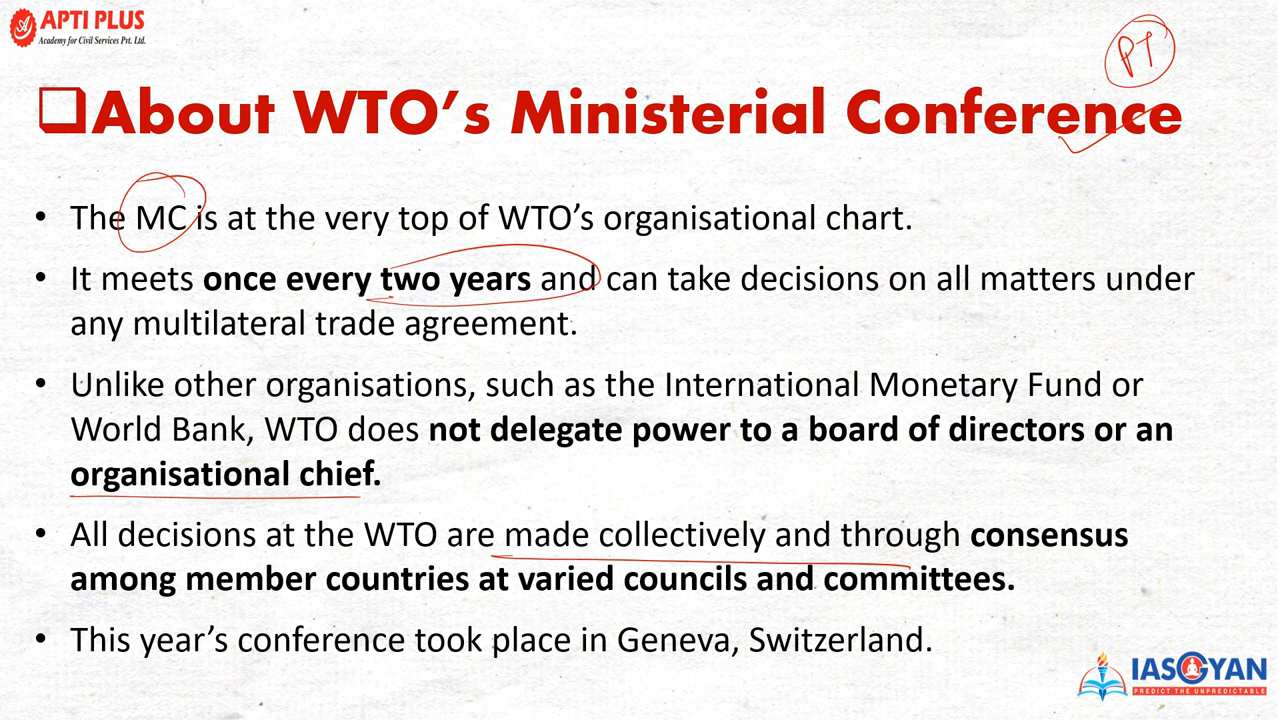 APTI PLUS
Academy for Civil Services Pvt. Ltd.
PT
About WTO’s Ministerial Conference
• The MC is at the very top of WTO’s organisational chart.
• It meets once every two years and can take decisions on all matters under
any multilateral trade agreement.
• Unlike other organisations, such as the International Monetary Fund or
World Bank, WTO does not delegate power to a board of directors or an
organisational chief.
• All decisions at the WTO are made collectively and through consensus
among member countries at varied councils and committees.
• This year’s conference took place in Geneva, Switzerland.
IASGYAN
PREDICT THE UNPREDICTABLE